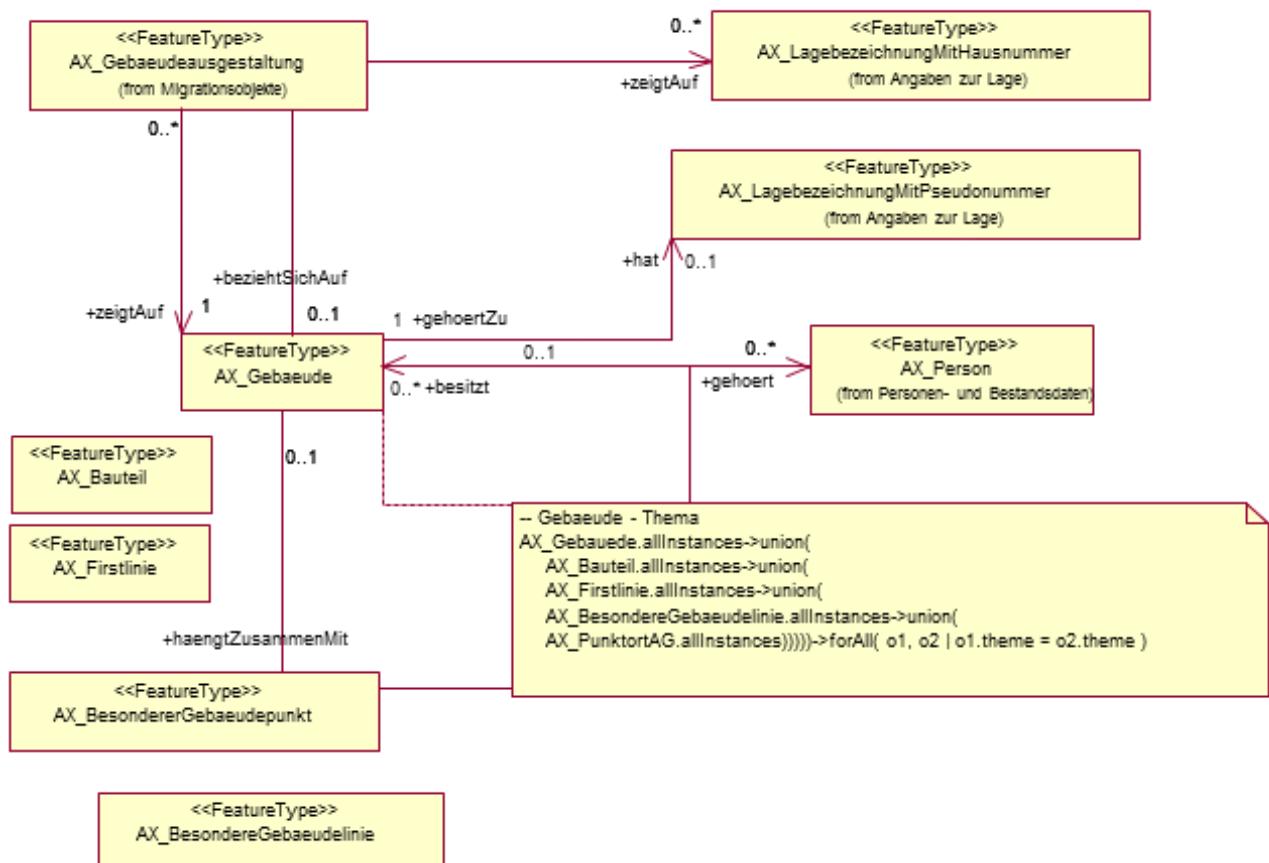 <<FeatureType>>
AX_Gebaeudeausgestaltung
(from Migrationsobjekte)
0..*
<<FeatureType>>
AX_LagebezeichnungMitHausnummer
(from Angaben zur Lage)
+zeigtAuf
0..*
<<FeatureType>>
AX_LagebezeichnungMitPseudonummer
(from Angaben zur Lage)
+hat
0..1
+beziehtSichAuf
+zeigtAuf
1
0..1
1
+gehoertZu
<<FeatureType>>
AX_Gebaeude
0..1
0..*
<<FeatureType>>
AX_Person
(from Personen- und Bestandsdaten)
0..*
+besitzt
+gehoert
<<FeatureType>>
AX_Bauteil
0..1
<<FeatureType>>
AX_Firstlinie
-- Gebaeude - Thema
AX_Gebauede.allInstances->union(
AX_Bauteil.allInstances->union(
AX_Firstlinie.allInstances->union(
AX_BesondereGebaeudelinie.allInstances->union(
AX_PunktortAG.allInstances)))))->forAll( o1, o2 | o1.theme = o2.theme )
+haengtZusammenMit
<<FeatureType>>
AX_BesondererGebaeudepunkt
<<FeatureType>>
AX_BesondereGebaeudelinie